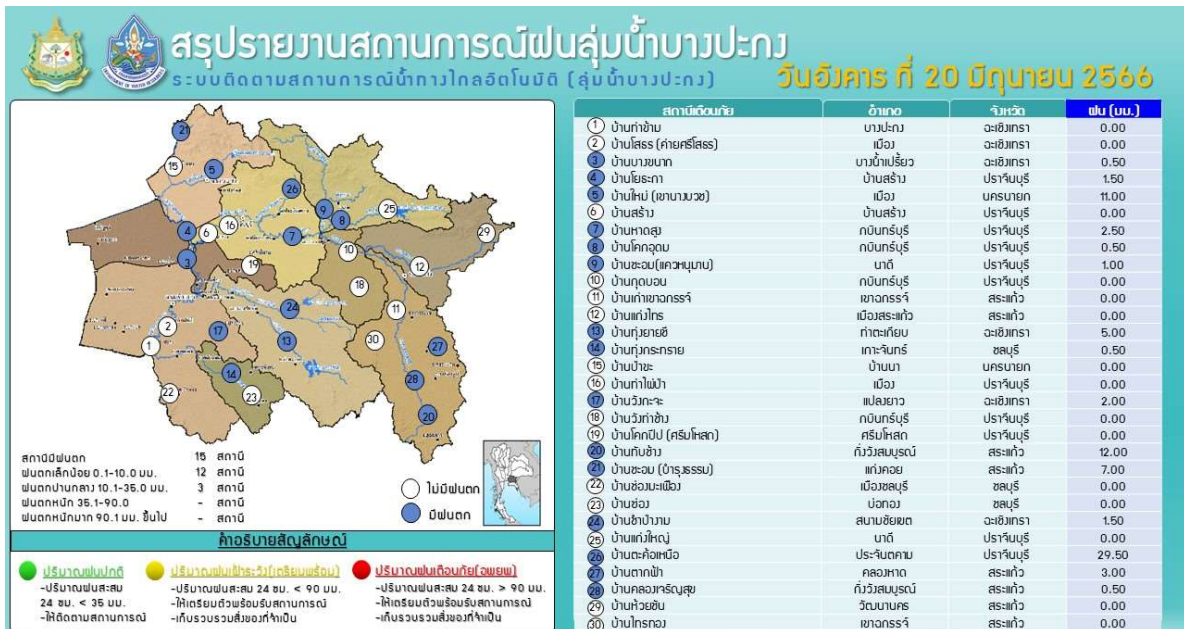 สรุปรายงานสถานการณ์ฝนลุ่มน้ำบางปะกง
ระบบติดตามสถานการณ์น้ำทางไกลอัตโนมัติ (ลุ่มน้ำบางปะกง)
วันอังคาร ที่ 20 มิถุนายน 2566
สถานีเตือนภัย อำเภอ จังหวัด ฝน (มม.)
1 บ้านท่าข้าม บางปะกง ฉะเชิงเทรา 0.00
2 บ้านโสธร (ค่ายศรีโสธร) เมือง ฉะเชิงเทรา 0.00
3 บ้านบางขนาก บางน้ำเปรี้ยว ฉะเชิงเทรา 0.50
4 บ้านโยธะกา บ้านสร้าง ปราจีนบุรี 1.50
5 บ้านใหม่ (เขานางบวช) เมือง นครนายก 11.00
6 บ้านสร้าง บ้านสร้าง ปราจีนบุรี 0.00
7 บ้านหาดสูง กบินทร์บุรี ปราจีนบุรี 2.50
8 บ้านโคกอุดม กบินทร์บุรี ปราจีนบุรี 0.50
9 บ้านชะอม(แควหนุมาน) นาดี ปราจีนบุรี 1.00
10 บ้านกุดบอน กบินทร์บุรี ปราจีนบุรี 0.00
11 บ้านเก่าเขาฉกรรจ์ เขาฉกรรจ์ สระแก้ว 0.00
12 บ้านแก่งไทร เมืองสระแก้ว สระแก้ว 0.00
13 บ้านทุ่งยายชี ท่าตะเกียบ ฉะเชิงเทรา 5.00
14 บ้านทุ่งกระทราย เกาะจันทร์ ชลบุรี 0.50
15 บ้านป่าขะ บ้านนา นครนายก 0.00
16 บ้านท่าไผ่ป่า เมือง ปราจีนบุรี 0.00
17 บ้านวังกะจะ แปลงยาว ฉะเชิงเทรา 2.00
18 บ้านวังท่าช้าง กบินทร์บุรี ปราจีนบุรี 0.00
19 บ้านโคกปีป (ศรีมโหสถ) ศรีมโหสถ ปราจีนบุรี 0.00
20 บ้านทับช้าง กิ่งวังสมบูรณ์ สระแก้ว 12.00
21 บ้านชะอม (บำรุงธรรม) แก่งคอย สระแก้ว 7.00
22 บ้านช่องมะเฟือง เมืองชลบุรี ชลบุรี 0.00
23 บ้านช่อง บ่อทอง ชลบุรี 0.00
24 บ้านชำป่างาม สนามชัยเขต ฉะเชิงเทรา 1.50
25 บ้านแก่งใหญ่ นาดี ปราจีนบุรี 0.00
26 บ้านตะคร้อเหนือ ประจันตคาม ปราจีนบุรี 29.50
27 บ้านตากฟ้า คลองหาด สระแก้ว 3.00
28 บ้านคลองเจริญสุข กิ่งวังสมบูรณ์ สระแก้ว 0.50
29 บ้านห้วยชัน วัฒนานคร สระแก้ว 0.00
30 บ้านไทรทอง เขาฉกรรจ์ สระแก้ว 0.00
สถานีมีฝนตก 15 สถานี
ฝนตกเล็กน้อย 0.1-10.0 มม. 12 สถานี
ฝนตกปานกลาง 10.1-35.0 มม. 3 สถานี
ฝนตกหนัก 35.1-90.0 - สถานี
ฝนตกหนักมาก 90.1 มม. ขึ้นไป - สถานี
ไม่มีฝนตก
มีฝนตก
คำอธิบายสัญลักษณ์
ปริมาณฝนปกติ
-ปริมาณฝนสะสม
24 ชม. < 35 มม.
-ให้ติดตามสถานการณ์
ปริมาณฝนเฝ้าระวัง(เตรียมพร้อม)
-ปริมาณฝนสะสม 24 ชม. < 90 มม.
-ให้เตรียมตัวพร้อมรับสถานการณ์
-เก็บรวบรวมสิ่งของที่จำเป็น
ปริมาณฝนเตือนภัย(อพยพ)
-ปริมาณฝนสะสม 24 ชม. > 90 มม.
-ให้เตรียมตัวพร้อมรับสถานการณ์
-เก็บรวบรวมสิ่งของที่จำเป็น